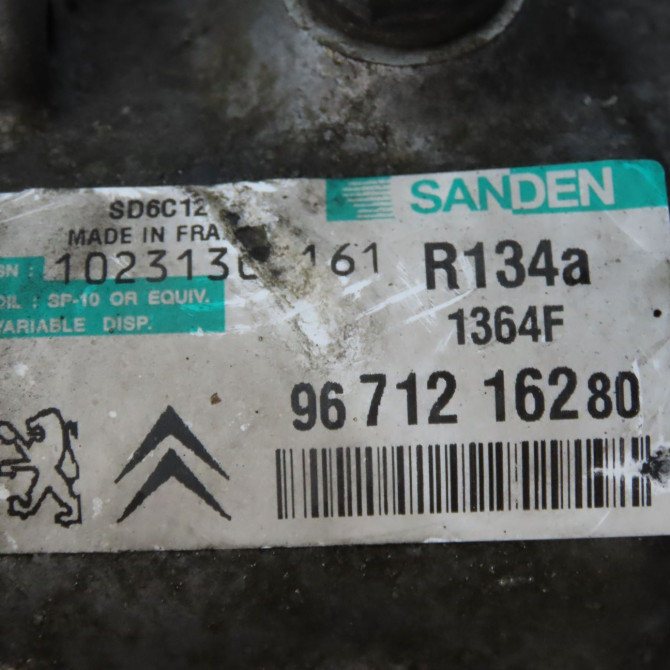 SANDEN
SD6C12
MADE IN FRA
SN : 161
R134a
OIL : SP-10 OR EQUIV.
VARIABLE DISP.
1364F
96 712 162 80